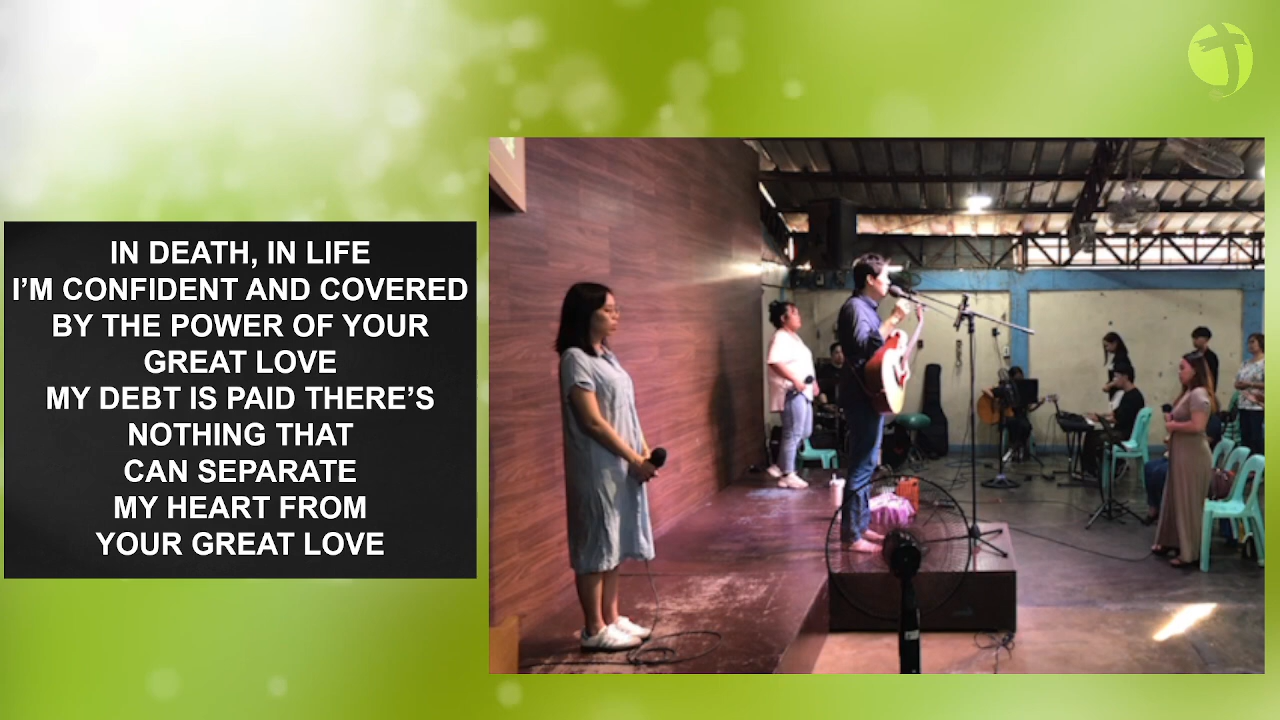 IN DEATH, IN LIFE
I'M CONFIDENT AND COVERED
BY THE POWER OF YOUR
GREAT LOVE
MY DEBT IS PAID THERE'S
NOTHING THAT
CAN SEPARATE
MY HEART FROM
YOUR GREAT LOVE